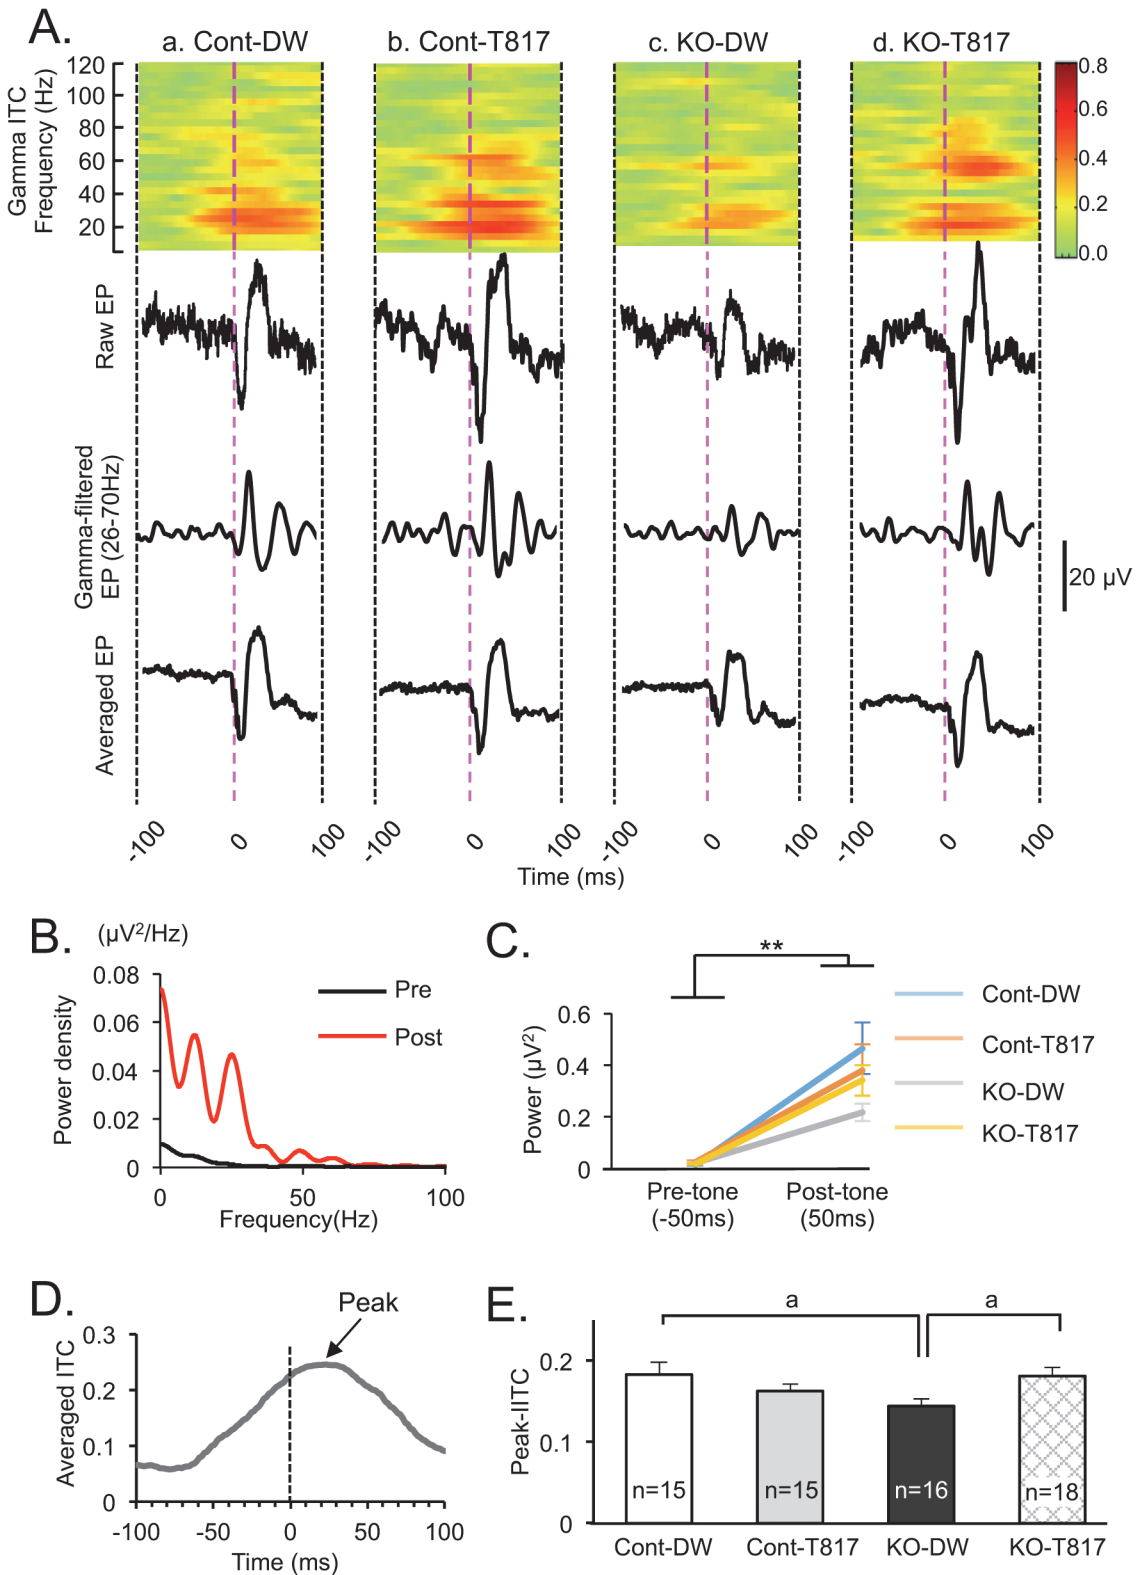 A.
a. Cont-DW
b. Cont-T817
c. KO-DW
d. KO-T817
Gamma ITC
Frequency (Hz)
120
100
80
60
40
20
0.8
0.6
0.4
0.2
0.0
Raw EP
Gamma-filtered
EP (26-70Hz)
20 µV
Averaged EP
-100
0
100
-100
0
100
-100
0
100
-100
0
100
Time (ms)
B.
(µV²/Hz)
Power density
0.08
0.06
0.04
0.02
0
Pre
Post
0
50
100
Frequency(Hz)
C.
**
Power (µV²)
0.6
0.4
0.2
0
Pre-tone
(-50ms)
Post-tone
(50ms)
Cont-DW
Cont-T817
KO-DW
KO-T817
D.
Peak
Averaged ITC
0.3
0.2
0.1
0
-100
-50
0
50
100
Time (ms)
E.
a
a
Peak-IITC
0.2
0.1
0
n=15
n=15
n=16
n=18
Cont-DW
Cont-T817
KO-DW
KO-T817